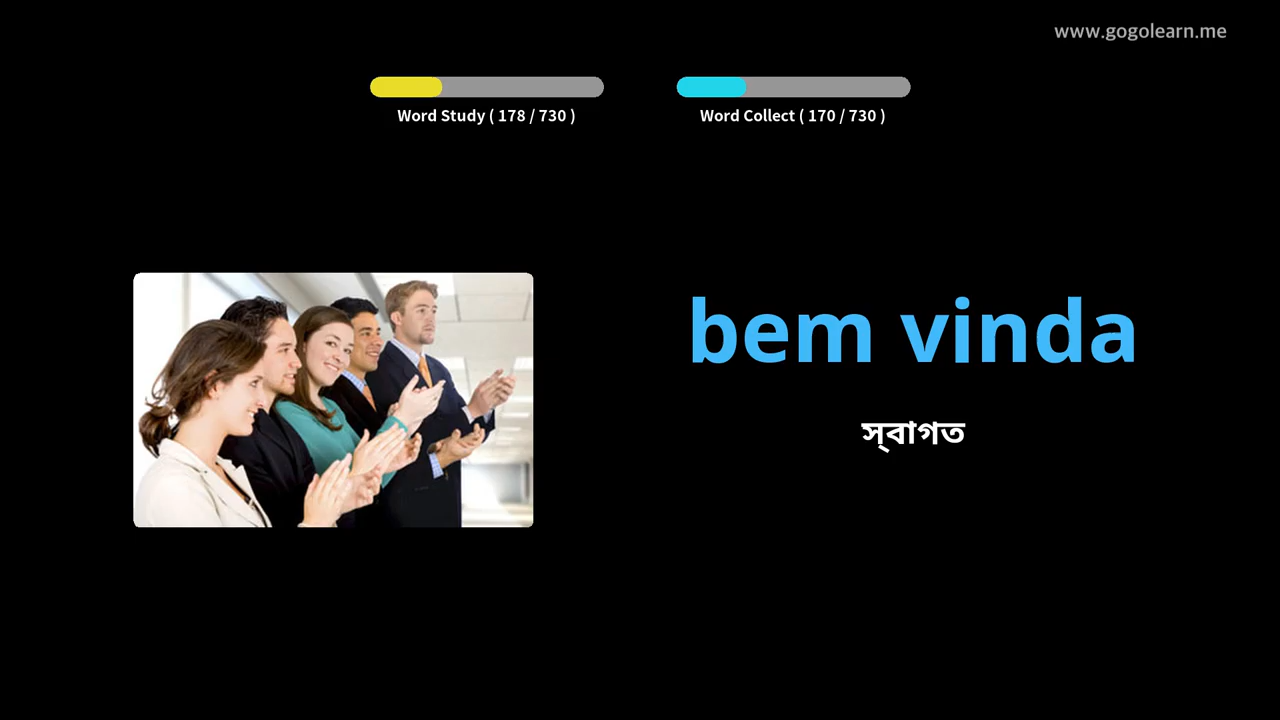 www.gogolearn.me
Word Study ( 178 / 730 )
Word Collect ( 170 / 730 )
bem vinda
স্বাগত